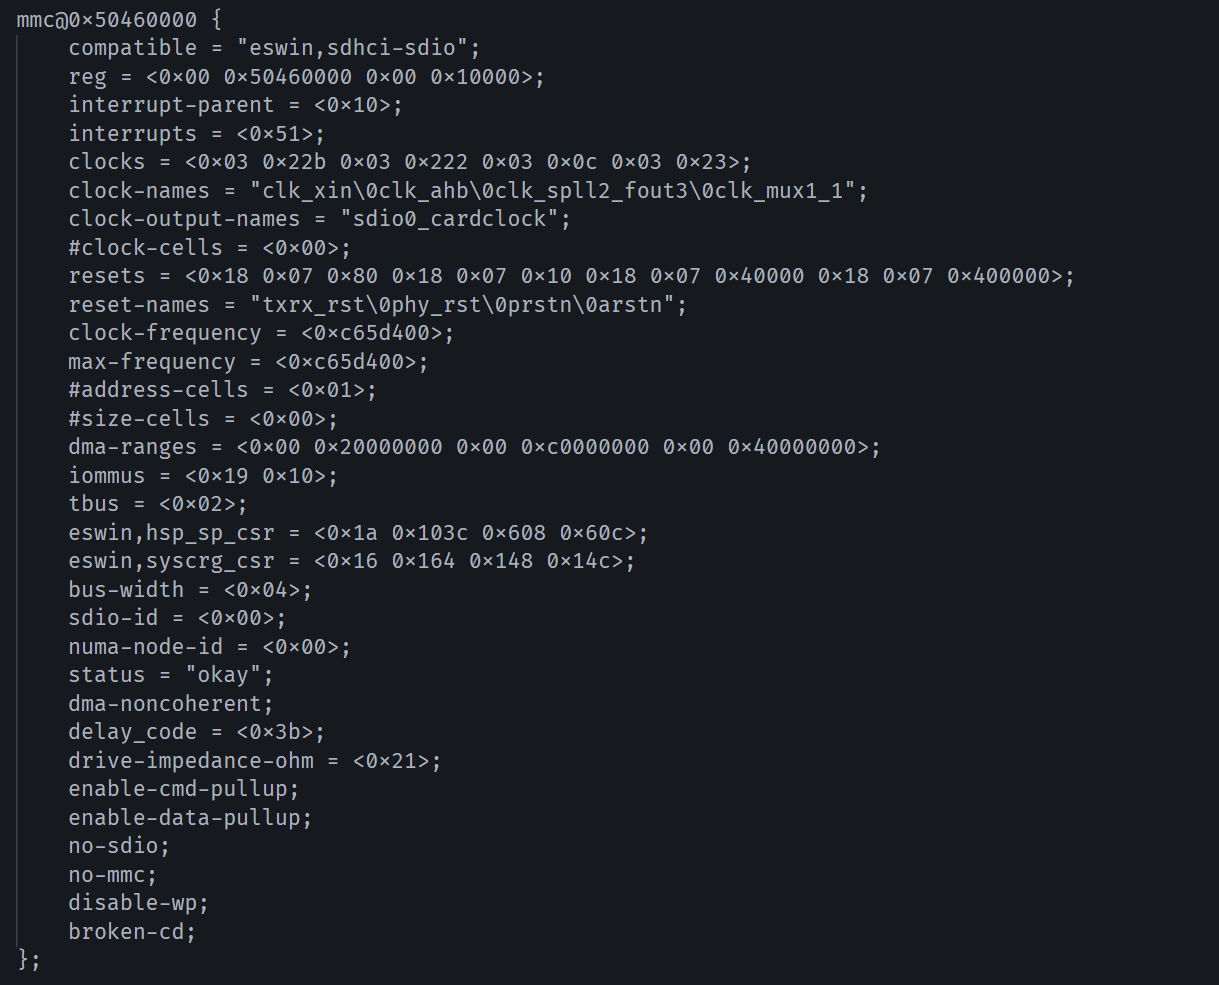 mmc@0×50460000 {
compatible = "eswin,sdhci-sdio";
reg = <0×00 0×50460000 0×00 0×10000>;
interrupt-parent = <0×10>;
interrupts = <0×51>;
clocks = <0×03 0×22b 0×03 0×222 0×03 0×0c 0×03 0×23>;
clock-names = "clk_xin\0clk_ahb\0clk_spll2_fout3\0clk_mux1_1";
clock-output-names = "sdio0_cardclock";
#clock-cells = <0×00>;
resets = <0×18 0×07 0×80 0×18 0×07 0×10 0×18 0×07 0×40000 0×18 0×07 0×400000>;
reset-names = "txrx_rst\0phy_rst\0prstn\0arstn";
clock-frequency = <0×c65d400>;
max-frequency = <0×c65d400>;
#address-cells = <0×01>;
#size-cells = <0×00>;
dma-ranges = <0×00 0×20000000 0×00 0×c0000000 0×00 0×40000000>;
iommus = <0×19 0×10>;
tbus = <0×02>;
eswin,hsp_sp_csr = <0×1a 0×103c 0×608 0×60c>;
eswin,syscrg_csr = <0×16 0×164 0×148 0×14c>;
bus-width = <0×04>;
sdio-id = <0×00>;
numa-node-id = <0×00>;
status = "okay";
dma-noncoherent;
delay_code = <0×3b>;
drive-impedance-ohm = <0×21>;
enable-cmd-pullup;
enable-data-pullup;
no-sdio;
no-mmc;
disable-wp;
broken-cd;
};